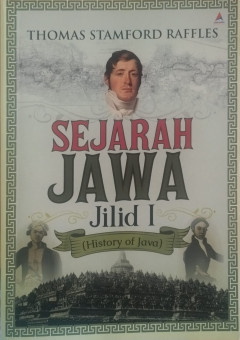 THOMAS STAMFORD RAFFLES
SEJARAH
JAWA
Jilid I
(History of Java)